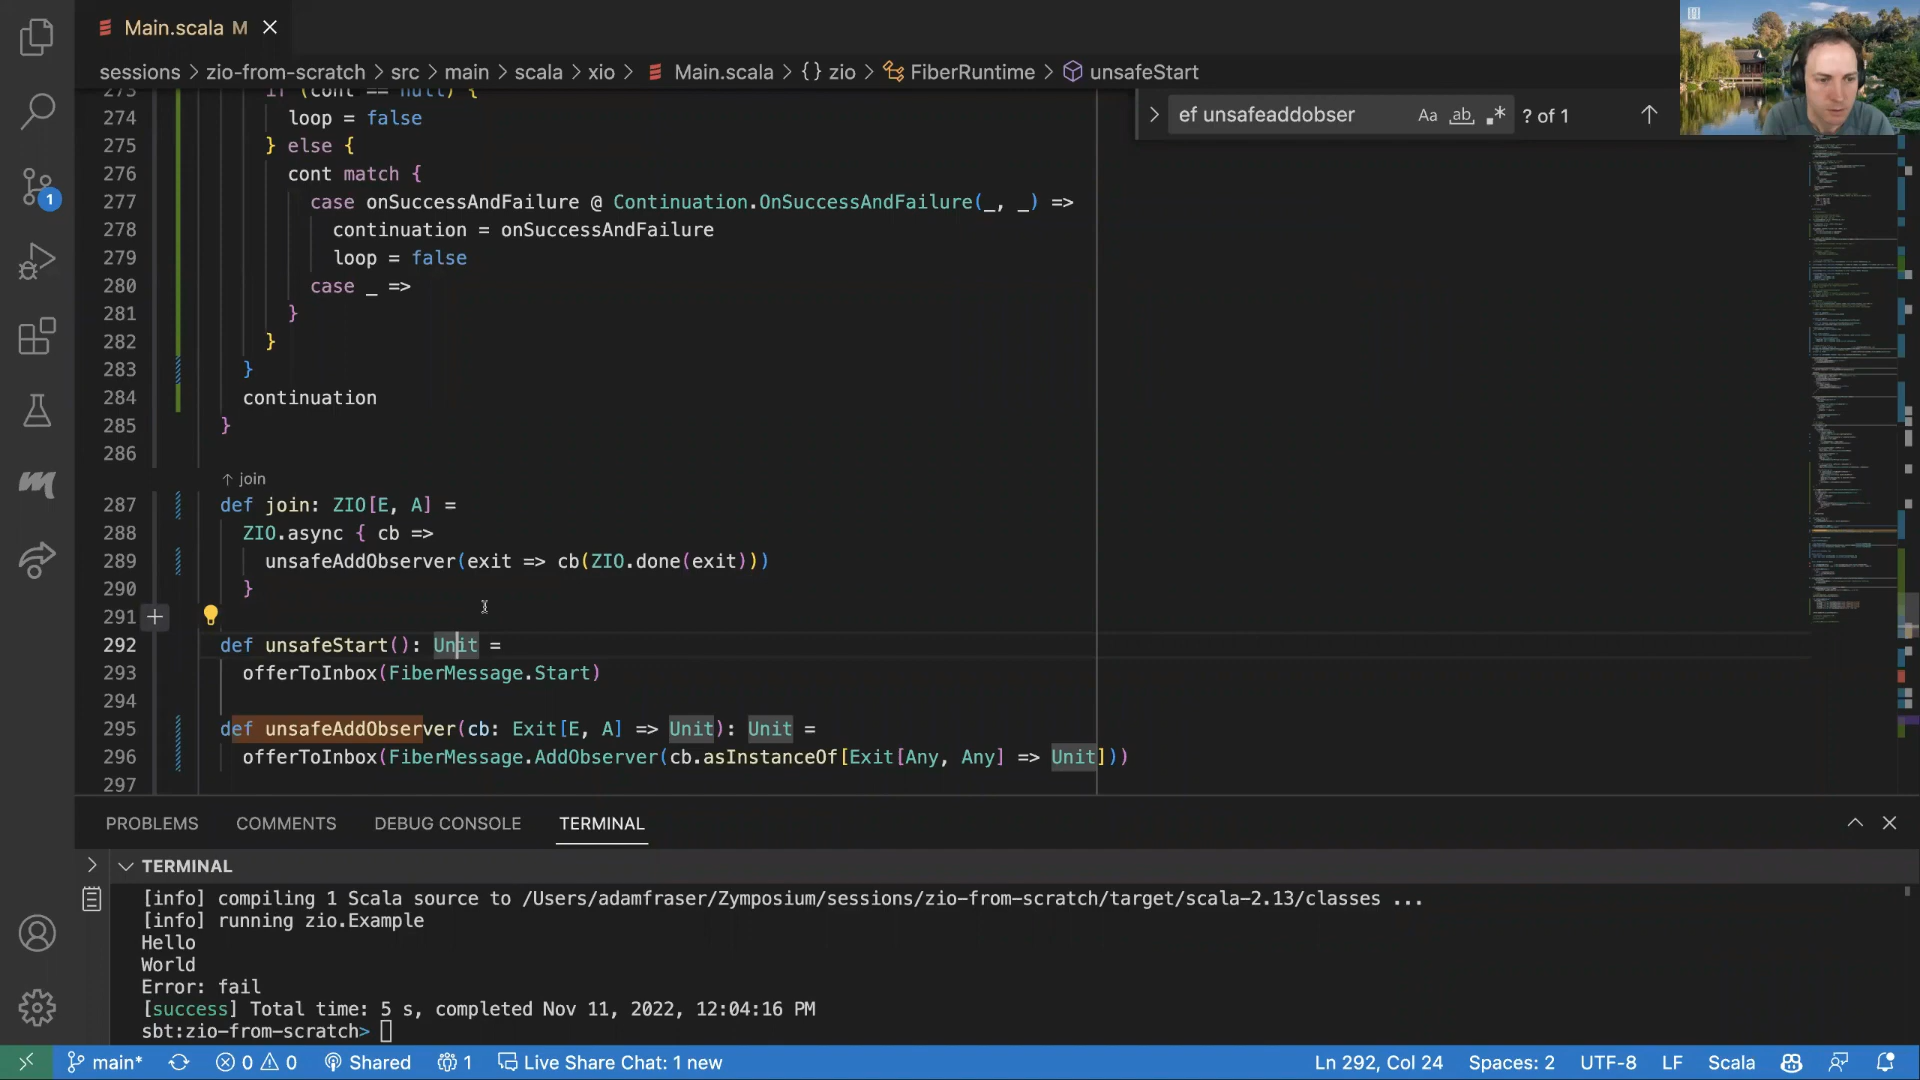 Main.scala M
sessions > zio-from-scratch > src > main > scala > xio > Main.scala > {} zio > FiberRuntime > unsafeStart
ef unsafeaddobser Aa ab ? of 1
273 if (cont == null) {
274 loop = false
275 } else {
276 cont match {
277 case onSuccessAndFailure @ Continuation.OnSuccessAndFailure(_, _) =>
278 continuation = onSuccessAndFailure
279 loop = false
280 case _ =>
281 }
282 }
283 }
284 continuation
285 }
286
↑ join
287 def join: ZIO[E, A] =
288 ZIO.async { cb =>
289 unsafeAddObserver(exit => cb(ZIO.done(exit)))
290 }
291
292 def unsafeStart(): Unit =
293 offerToInbox(FiberMessage.Start)
294
295 def unsafeAddObserver(cb: Exit[E, A] => Unit): Unit =
296 offerToInbox(FiberMessage.AddObserver(cb.asInstanceOf[Exit[Any, Any] => Unit]))
297
1
PROBLEMS COMMENTS DEBUG CONSOLE TERMINAL
TERMINAL
[info] compiling 1 Scala source to /Users/adamfraser/Zymposium/sessions/zio-from-scratch/target/scala-2.13/classes ...
[info] running zio.Example
Hello
World
Error: fail
[success] Total time: 5 s, completed Nov 11, 2022, 12:04:16 PM
sbt:zio-from-scratch>
main* 0 0 Shared 1 Live Share Chat: 1 new Ln 292, Col 24 Spaces: 2 UTF-8 LF Scala